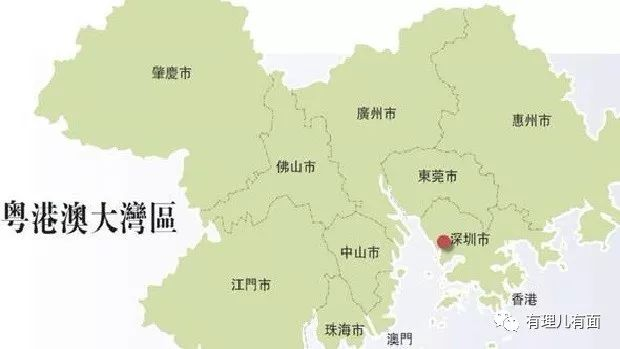 肇慶市
廣州市
惠州市
佛山市
東莞市
粵港澳大灣區
深圳市
中山市
江門市
香港
珠海市
澳門
有理儿有面